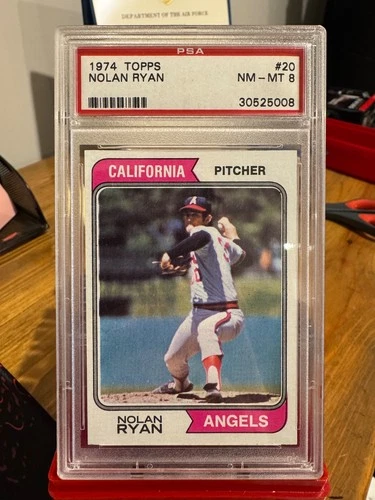 DEPARTMENT OF THE AIR FORCE
PSA
1974 TOPPS #20
NOLAN RYAN NM-MT 8
30525008
CALIFORNIA PITCHER
A
NOLAN
RYAN ANGELS